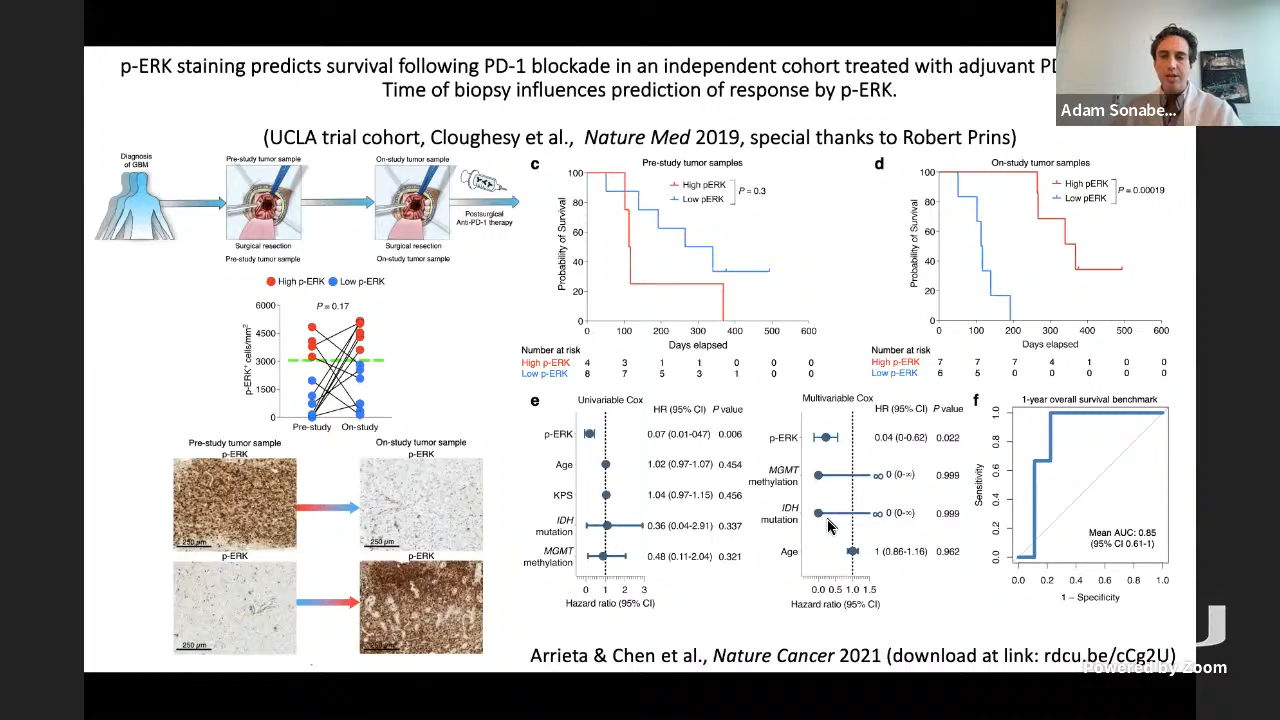 p-ERK staining predicts survival following PD-1 blockade in an independent cohort treated with adjuvant PD
Time of biopsy influences prediction of response by p-ERK.
Adam Sonabe...
(UCLA trial cohort, Cloughesy et al., Nature Med 2019, special thanks to Robert Prins)
Diagnosis
of GBM
Pre-study tumor sample
On-study tumor sample
Postsurgical
Anti-PD-1 therapy
Surgical resection
Surgical resection
Pre-study tumor sample
On-study tumor sample
High p-ERK
Low p-ERK
P = 0.17
p-ERK+ cells/mm²
6000
4500
3000
1500
0
Pre-study
On-study
Pre-study tumor sample
On-study tumor sample
p-ERK
p-ERK
250 µm
250 µm
p-ERK
p-ERK
250 µm
250 µm
c
Pre-study tumor samples
High pERK
Low pERK
P = 0.3
Probability of Survival
100
80
60
40
20
0
0 100 200 300 400 500 600
Days elapsed
Number at risk
High p-ERK 4 3 1 1 0 0 0
Low p-ERK 8 7 5 3 1 0 0
d
On-study tumor samples
High pERK
Low pERK
P = 0.00019
Probability of Survival
100
80
60
40
20
0
0 100 200 300 400 500 600
Days elapsed
Number at risk
High p-ERK 7 7 7 4 1 0 0
Low p-ERK 6 5 0 0 0 0 0
e
Univariable Cox
HR (95% CI) P value
p-ERK 0.07 (0.01-047) 0.006
Age 1.02 (0.97-1.07) 0.454
KPS 1.04 (0.97-1.15) 0.456
IDH
mutation
0.36 (0.04-2.91) 0.337
MGMT
methylation
0.48 (0.11-2.04) 0.321
0 1 2 3
Hazard ratio (95% CI)
Multivariable Cox
HR (95% CI) P value
p-ERK 0.04 (0-0.62) 0.022
MGMT
methylation
∞ 0 (0-∞) 0.999
IDH
mutation
∞ 0 (0-∞) 0.999
Age 1 (0.86-1.16) 0.962
0.0 0.5 1.0 1.5
Hazard ratio (95% CI)
f
1-year overall survival benchmark
Sensitivity
1.0
0.8
0.6
0.4
0.2
0.0
Mean AUC: 0.85
(95% CI 0.61-1)
0.0 0.2 0.4 0.6 0.8 1.0
1 – Specificity
Arrieta & Chen et al., Nature Cancer 2021 (download at link: rdcu.be/cCg2U)
Powered by Zoom